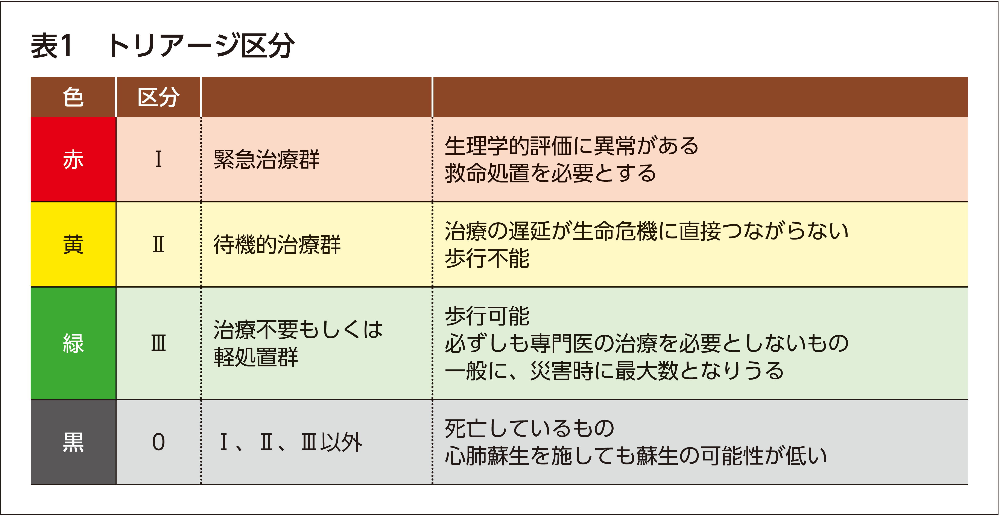 表1　トリアージ区分
色 区分
赤 Ⅰ 緊急治療群 生理学的評価に異常がある
救命処置を必要とする
黄 Ⅱ 待機的治療群 治療の遅延が生命危機に直接つながらない
歩行不能
緑 Ⅲ 治療不要もしくは
軽処置群
歩行可能
必ずしも専門医の治療を必要としないもの
一般に、災害時に最大数となりうる
黒 0 Ⅰ、Ⅱ、Ⅲ以外 死亡しているもの
心肺蘇生を施しても蘇生の可能性が低い